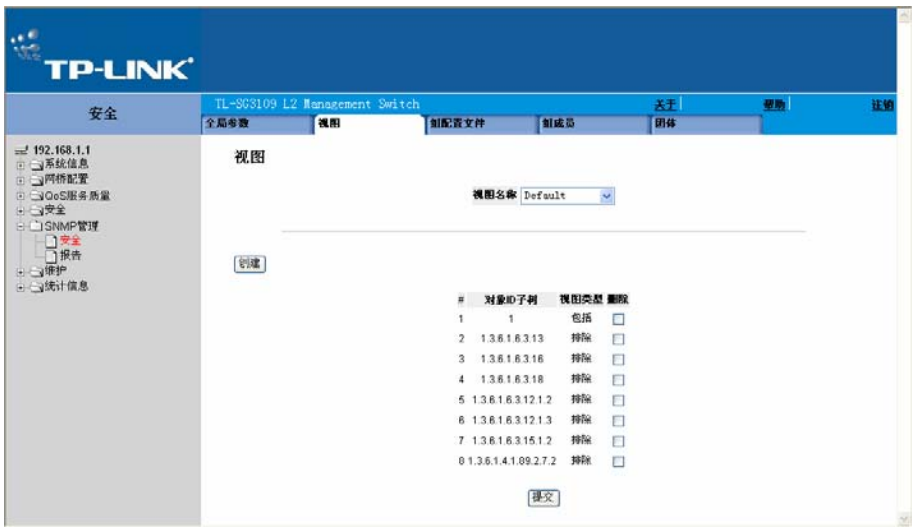 TP-LINK
安全
TL-SG3109 L2 Management Switch
关于 帮助 注销
全局参数 视图 组配置文件 组成员 团体
192.168.1.1
系统信息
网桥配置
QoS服务质量
安全
SNMP管理
安全
报告
维护
统计信息
视图
视图名称 Default
创建
# 对象ID子树 视图类型 删除
1 1 包括
2 1.3.6.1.6.3.13 排除
3 1.3.6.1.6.3.16 排除
4 1.3.6.1.6.3.18 排除
5 1.3.6.1.6.3.12.1.2 排除
6 1.3.6.1.6.3.12.1.3 排除
7 1.3.6.1.6.3.15.1.2 排除
8 1.3.6.1.4.1.89.2.7.2 排除
提交